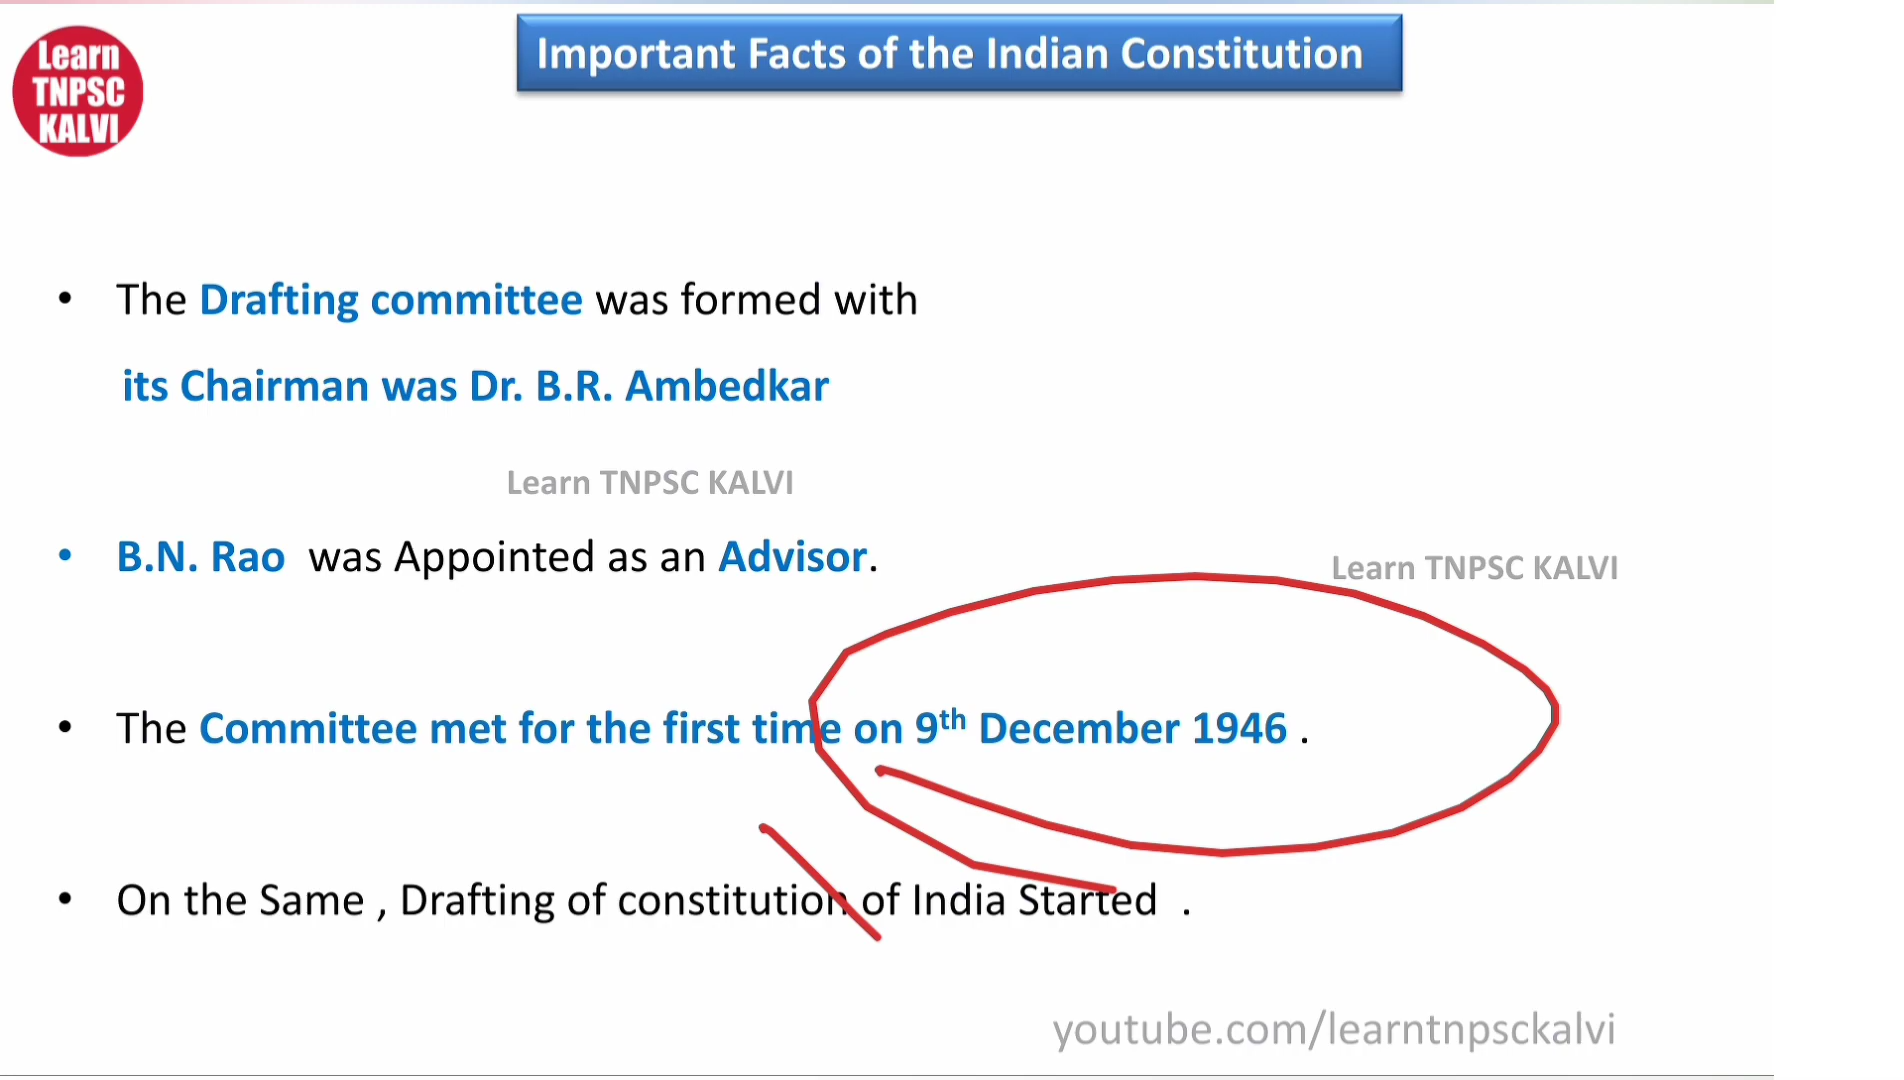 Learn
TNPSC
KALVI
Important Facts of the Indian Constitution
• The Drafting committee was formed with
its Chairman was Dr. B.R. Ambedkar
Learn TNPSC KALVI
• B.N. Rao was Appointed as an Advisor.
Learn TNPSC KALVI
• The Committee met for the first time on 9th December 1946 .
• On the Same , Drafting of constitution of India Started .
youtube.com/learntnpsckalvi